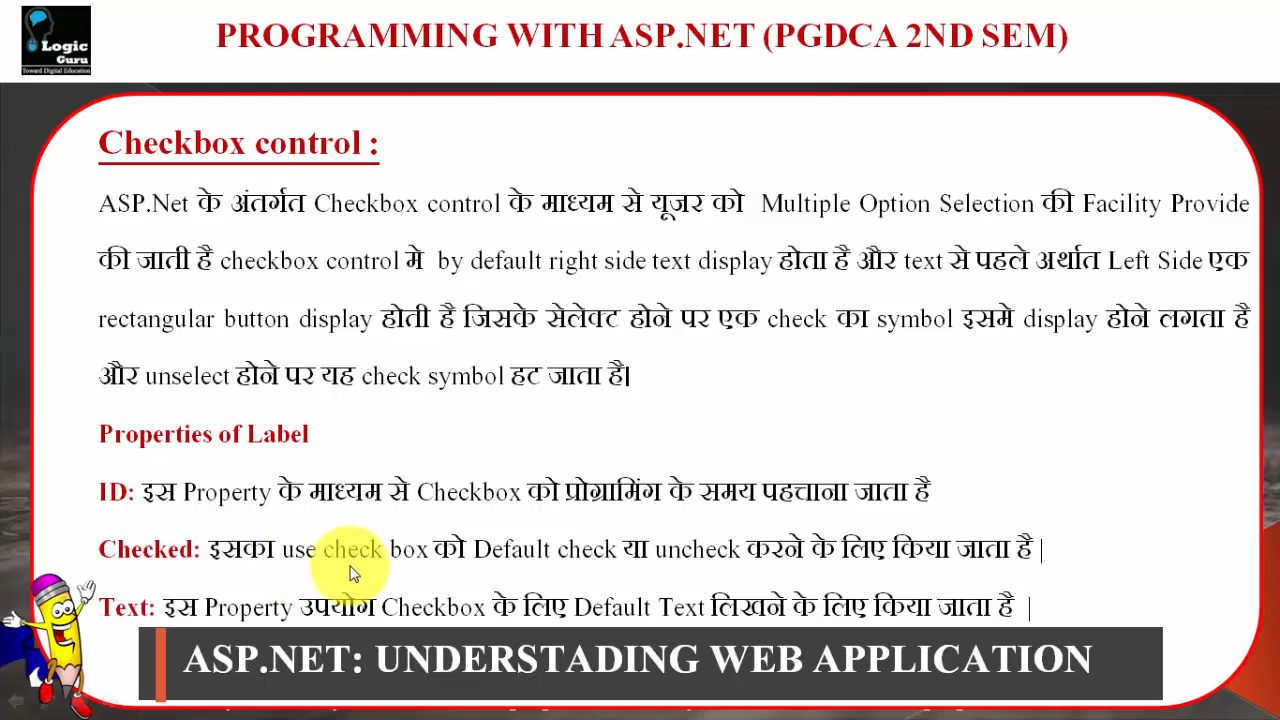 Logic
Guru
Toward Digital Education
PROGRAMMING WITH ASP.NET (PGDCA 2ND SEM)
Checkbox control :
ASP.Net के अंतर्गत Checkbox control के माध्यम से यूजर को Multiple Option Selection की Facility Provide
की जाती है checkbox control मे by default right side text display होता है और text से पहले अर्थात Left Side एक
rectangular button display होती है जिसके सेलेक्ट होने पर एक check का symbol इसमे display होने लगता है
और unselect होने पर यह check symbol हट जाता है।
Properties of Label
ID: इस Property के माध्यम से Checkbox को प्रोग्रामिंग के समय पहचाना जाता है
Checked: इसका use check box को Default check या uncheck करने के लिए किया जाता है |
Text: इस Property उपयोग Checkbox के लिए Default Text लिखने के लिए किया जाता है |
ASP.NET: UNDERSTADING WEB APPLICATION